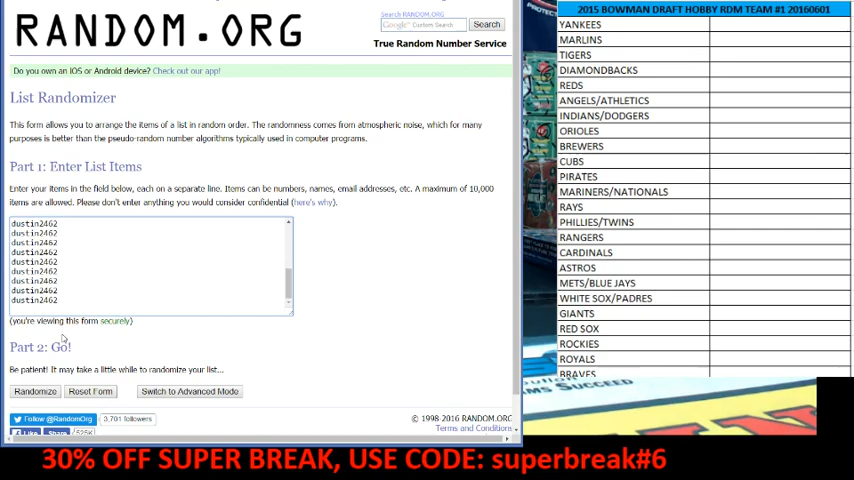 RANDOM.ORG
Search RANDOM.ORG
Google Custom Search
Search
True Random Number Service
Do you own an iOS or Android device? Check out our app!
List Randomizer
This form allows you to arrange the items of a list in random order. The randomness comes from atmospheric noise, which for many
purposes is better than the pseudo-random number algorithms typically used in computer programs.
Part 1: Enter List Items
Enter your items in the field below, each on a separate line. Items can be numbers, names, email addresses, etc. A maximum of 10,000
items are allowed. Please don't enter anything you would consider confidential (here's why).
dustin2462
dustin2462
dustin2462
dustin2462
dustin2462
dustin2462
dustin2462
dustin2462
dustin2462
(you're viewing this form securely)
Part 2: Go!
Be patient! It may take a little while to randomize your list...
Randomize
Reset Form
Switch to Advanced Mode
Follow @RandomOrg
3,701 followers
Like
Share
525K
© 1998-2016 RANDOM.ORG
Terms and Conditions
2015 BOWMAN DRAFT HOBBY RDM TEAM #1 20160601
YANKEES
MARLINS
TIGERS
DIAMONDBACKS
REDS
ANGELS/ATHLETICS
INDIANS/DODGERS
ORIOLES
BREWERS
CUBS
PIRATES
MARINERS/NATIONALS
RAYS
PHILLIES/TWINS
RANGERS
CARDINALS
ASTROS
METS/BLUE JAYS
WHITE SOX/PADRES
GIANTS
RED SOX
ROCKIES
ROYALS
BRAVES
MS SUCCEED
30% OFF SUPER BREAK, USE CODE: superbreak#6